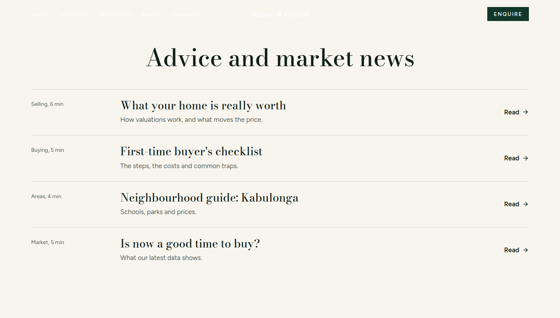 ENQUIRE
Advice and market news
Selling, 6 min
What your home is really worth
How valuations work, and what moves the price.
Read →
Buying, 5 min
First-time buyer's checklist
The steps, the costs and common traps.
Read →
Areas, 4 min
Neighbourhood guide: Kabulonga
Schools, parks and prices.
Read →
Market, 5 min
Is now a good time to buy?
What our latest data shows.
Read →